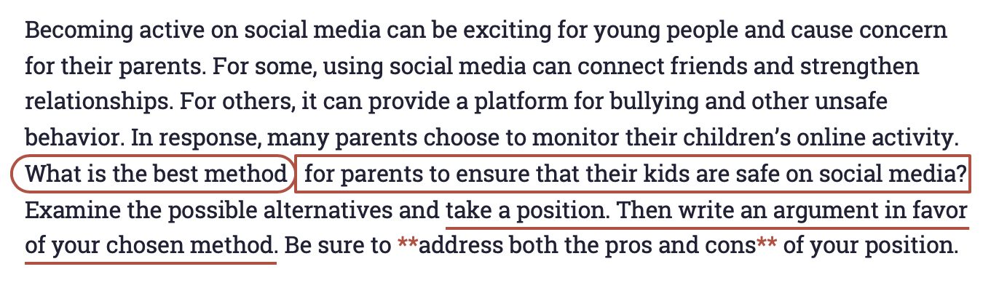 Becoming active on social media can be exciting for young people and cause concern
for their parents. For some, using social media can connect friends and strengthen
relationships. For others, it can provide a platform for bullying and other unsafe
behavior. In response, many parents choose to monitor their children’s online activity.
What is the best method for parents to ensure that their kids are safe on social media?
Examine the possible alternatives and take a position. Then write an argument in favor
of your chosen method. Be sure to **address both the pros and cons** of your position.